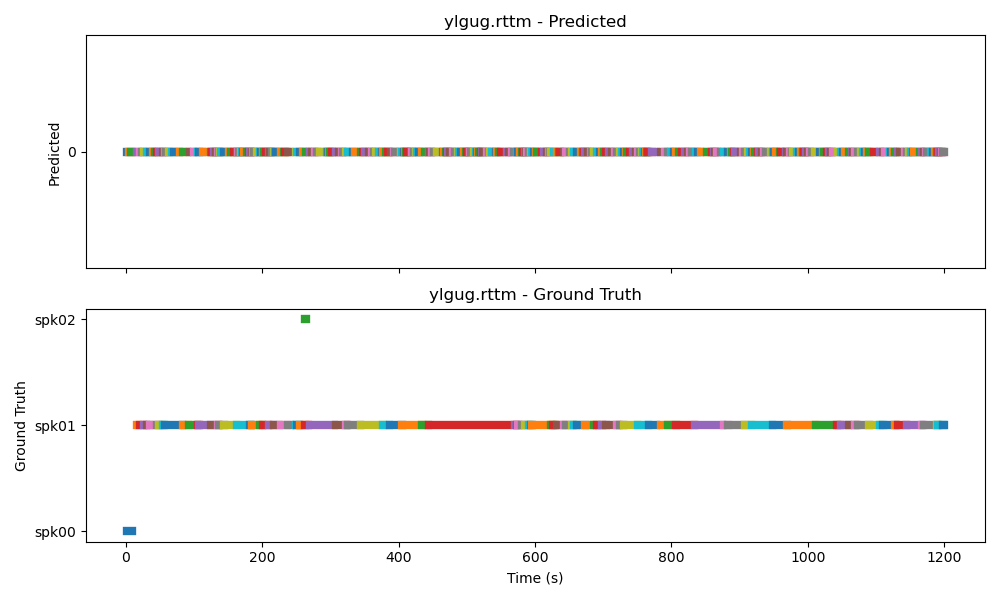 ylgug.rttm - Predicted
Predicted
0
ylgug.rttm - Ground Truth
Ground Truth
spk02
spk01
spk00
0 200 400 600 800 1000 1200
Time (s)